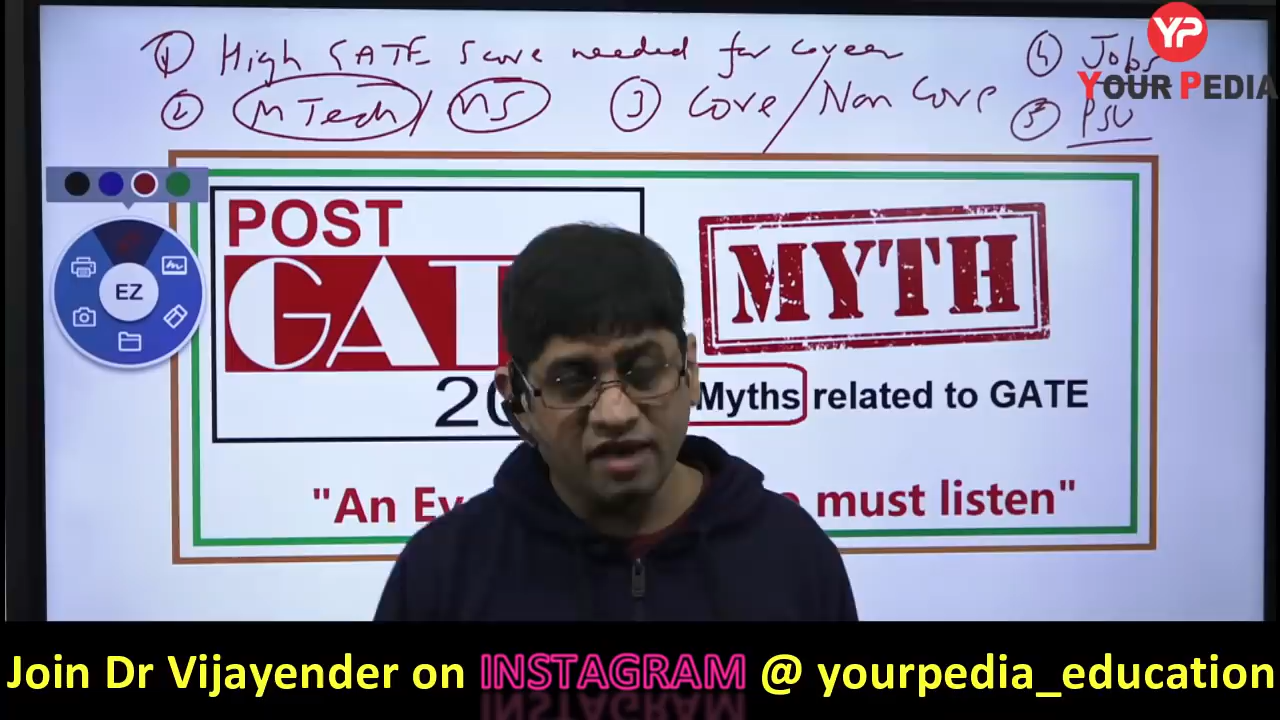 ① High GATE Score needed for career
④ Jobs
YP
YOUR PEDIA
② MTech / MS ③ Core / Non Core
⑤ PSU
POST
GAT
MYTH
EZ
20
Myths related to GATE
"An Ev must listen"
Join Dr Vijayender on INSTAGRAM @ yourpedia_education